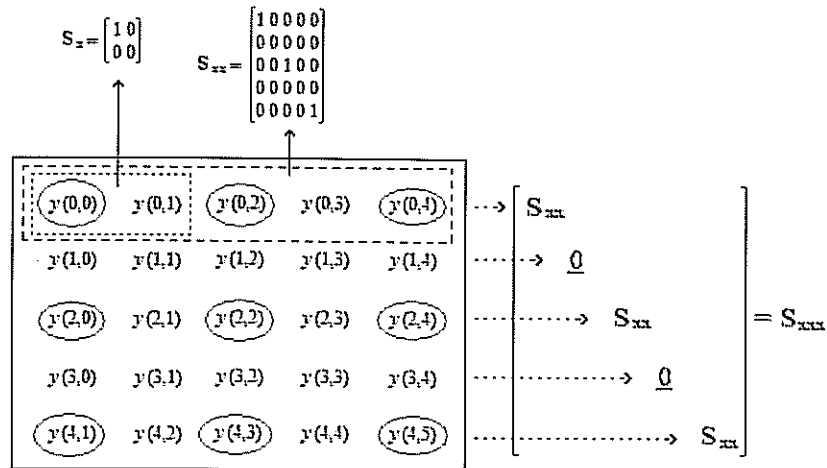 S_x = [1 0
0 0]
S_xx = [1 0 0 0 0
0 0 0 0 0
0 0 1 0 0
0 0 0 0 0
0 0 0 0 1]
y(0,0) y(0,1) y(0,2) y(0,3) y(0,4) S_xx
y(1,0) y(1,1) y(1,2) y(1,3) y(1,4) 0
y(2,0) y(2,1) y(2,2) y(2,3) y(2,4) S_xx = S_xxx
y(3,0) y(3,1) y(3,2) y(3,3) y(3,4) 0
y(4,1) y(4,2) y(4,3) y(4,4) y(4,5) S_xx